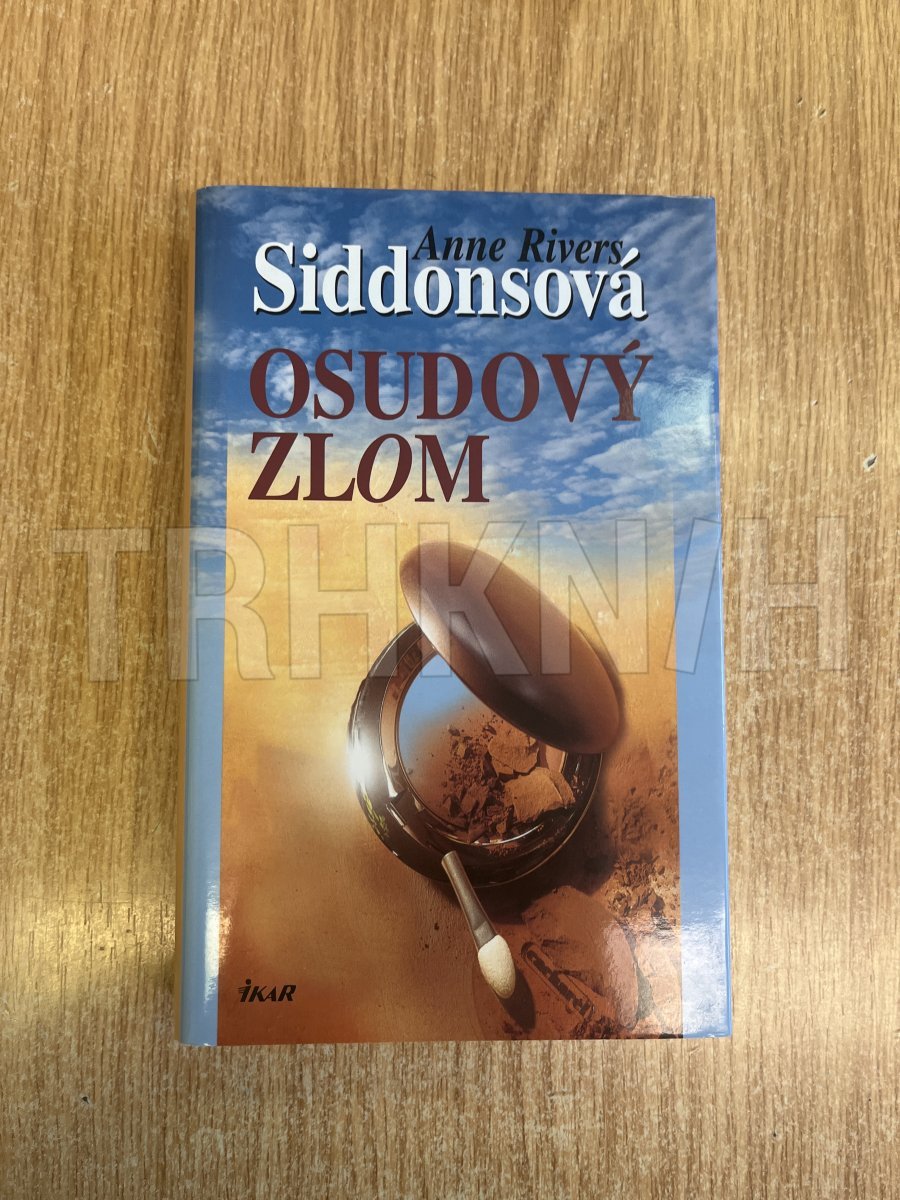 Anne Rivers
Siddonsová
OSUDOVÝ
ZLOM
TRHKNIH
IKAR